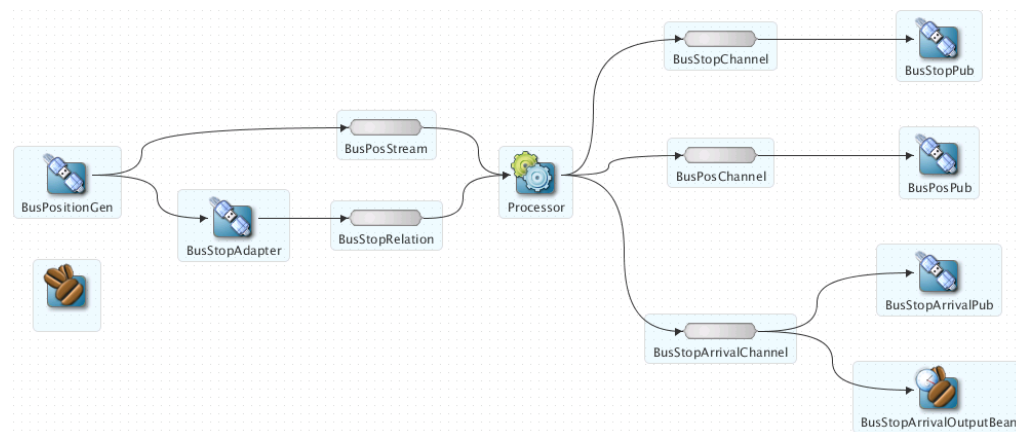 BusStopChannel
BusStopPub
BusPosStream
BusPosChannel
BusPosPub
BusPositionGen
Processor
BusStopAdapter
BusStopRelation
BusStopArrivalPub
BusStopArrivalChannel
BusStopArrivalOutputBean